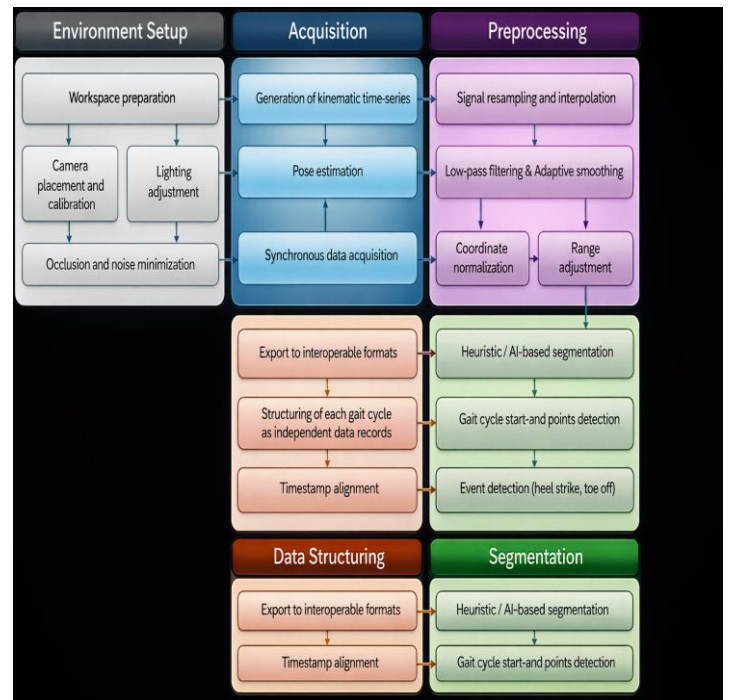 Environment Setup
Acquisition
Preprocessing
Workspace preparation
Camera
placement and
calibration
Lighting
adjustment
Occlusion and noise minimization
Generation of kinematic time-series
Pose estimation
Synchronous data acquisition
Signal resampling and interpolation
Low-pass filtering & Adaptive smoothing
Coordinate
normalization
Range
adjustment
Export to interoperable formats
Structuring of each gait cycle
as independent data records
Timestamp alignment
Heuristic / AI-based segmentation
Gait cycle start-and points detection
Event detection (heel strike, toe off)
Data Structuring
Segmentation
Export to interoperable formats
Timestamp alignment
Heuristic / AI-based segmentation
Gait cycle start-and points detection